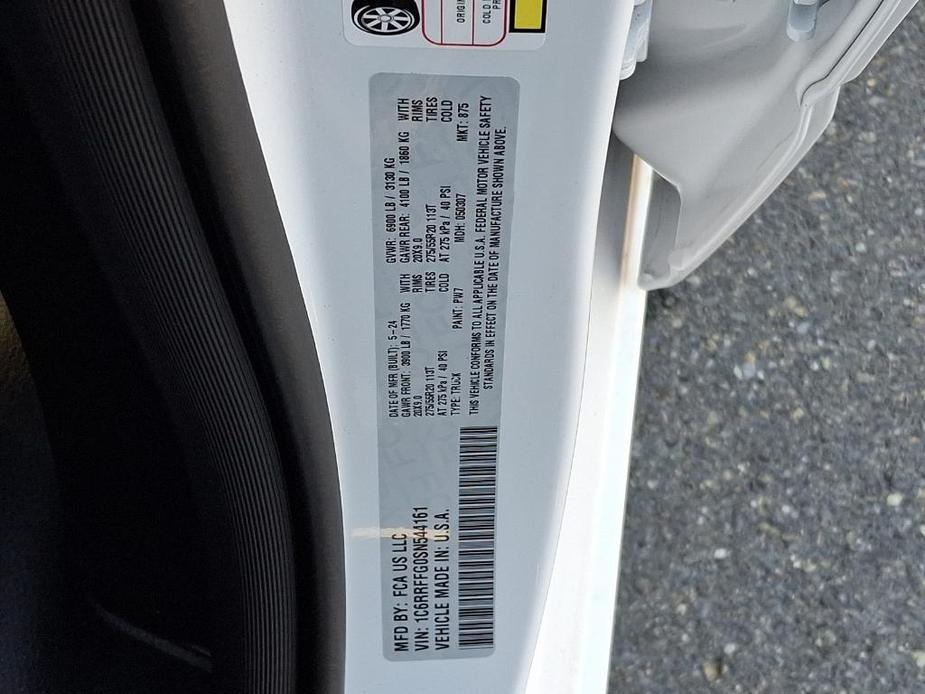 ORIGI
COLD
PR
MFD BY: FCA US LLC
VIN: 1C6RRFFG0SN544161
VEHICLE MADE IN: U.S.A.
DATE OF MFR (BUILT): 5-24 GVWR: 6900 LB / 3130 KG
GAWR FRONT: 3900 LB / 1770 KG WITH GAWR REAR: 4100 LB / 1860 KG WITH
20X9.0 RIMS 20X9.0 RIMS
275/55R20 113T TIRES 275/55R20 113T TIRES
AT 275 kPa / 40 PSI COLD AT 275 kPa / 40 PSI COLD
TYPE: TRUCK PAINT: PW7 MDH: 050307 MKT: 875
THIS VEHICLE CONFORMS TO ALL APPLICABLE U.S.A. FEDERAL MOTOR VEHICLE SAFETY
STANDARDS IN EFFECT ON THE DATE OF MANUFACTURE SHOWN ABOVE.